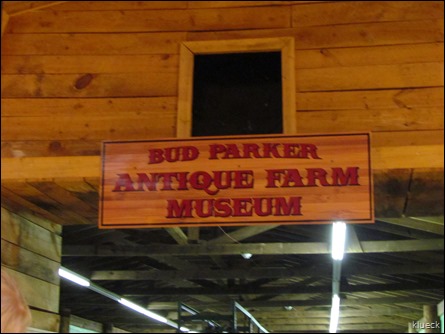 BUD PARKER
ANTIQUE FARM
MUSEUM
klueck